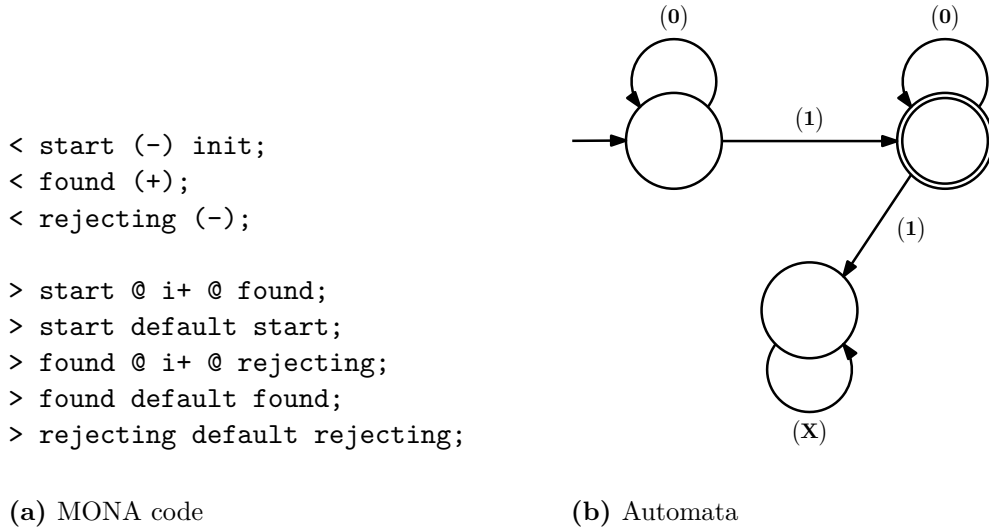 < start (-) init;
< found (+);
< rejecting (-);
> start @ i+ @ found;
> start default start;
> found @ i+ @ rejecting;
> found default found;
> rejecting default rejecting;
(a) MONA code
(0)
(0)
(1)
(1)
(X)
(b) Automata